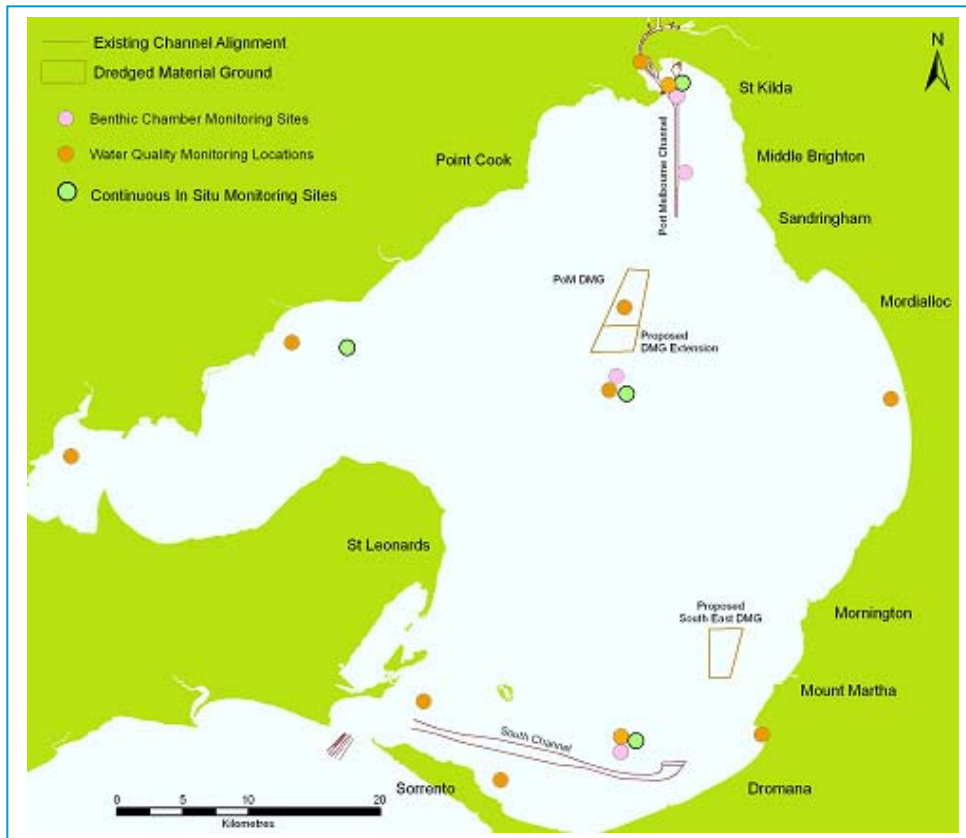 Existing Channel Alignment
Dredged Material Ground
Benthic Chamber Monitoring Sites
Water Quality Monitoring Locations
Continuous In Situ Monitoring Sites
N
St Kilda
Point Cook
Middle Brighton
Port Melbourne Channel
Sandringham
PoM DMG
Mordialloc
Proposed
DMG Extension
St Leonards
Proposed
South East DMG
Mornington
Mount Martha
South Channel
Sorrento
Dromana
0 5 10 20
Kilometres